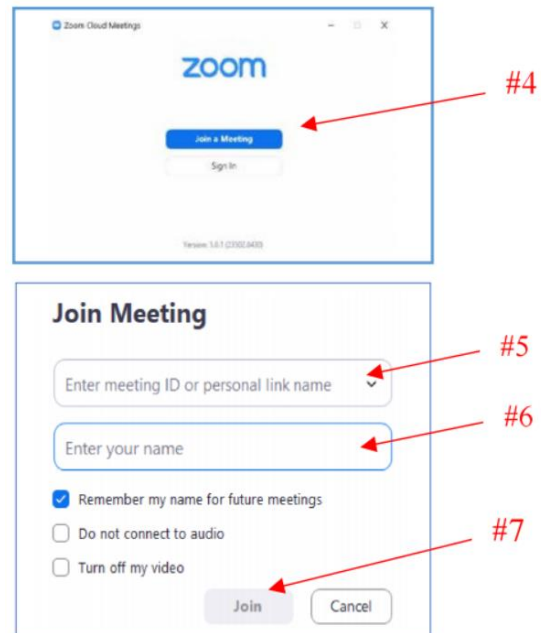 Zoom Cloud Meetings
zoom
#4
Join a Meeting
Sign In
Join Meeting
#5
Enter meeting ID or personal link name
#6
Enter your name
Remember my name for future meetings
Do not connect to audio
#7
Turn off my video
Join Cancel